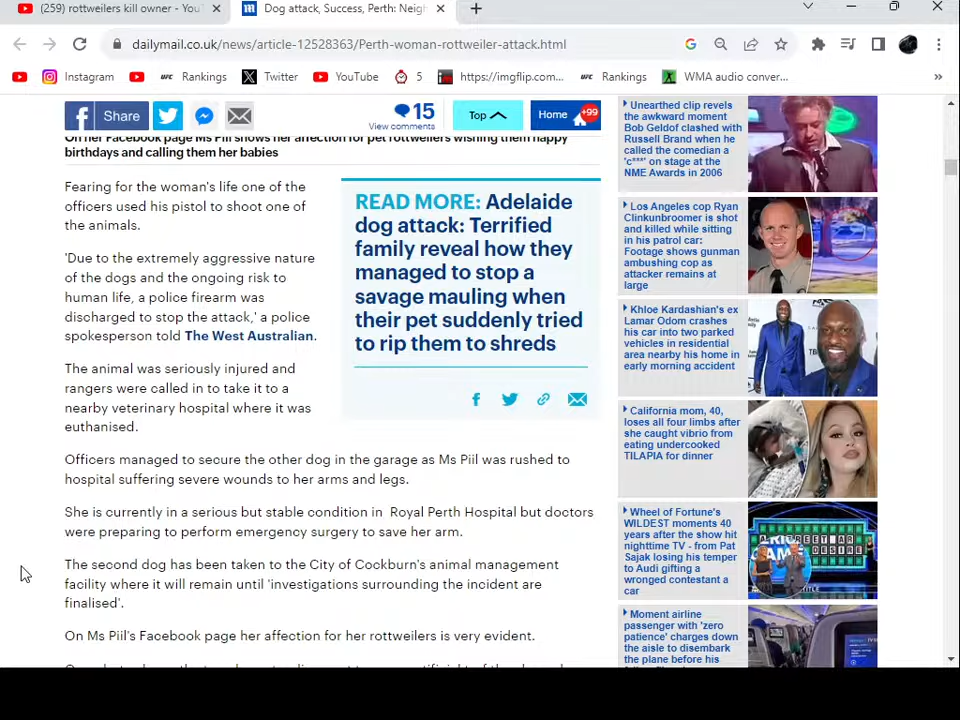 (259) rottweilers kill owner - You
Dog attack, Success, Perth: Neigh
dailymail.co.uk/news/article-12528363/Perth-woman-rottweiler-attack.html
Instagram
UFC Rankings
Twitter
YouTube
5
https://imgflip.com...
UFC Rankings
WMA audio conver...
»
Share
15
View comments
Top
Home
+99
On her Facebook page Ms Piil shows her affection for pet rottweilers wishing them happy
birthdays and calling them her babies
Fearing for the woman's life one of the
officers used his pistol to shoot one of
the animals.
'Due to the extremely aggressive nature
of the dogs and the ongoing risk to
human life, a police firearm was
discharged to stop the attack,' a police
spokesperson told The West Australian.
The animal was seriously injured and
rangers were called in to take it to a
nearby veterinary hospital where it was
euthanised.
READ MORE: Adelaide
dog attack: Terrified
family reveal how they
managed to stop a
savage mauling when
their pet suddenly tried
to rip them to shreds
Officers managed to secure the other dog in the garage as Ms Piil was rushed to
hospital suffering severe wounds to her arms and legs.
She is currently in a serious but stable condition in Royal Perth Hospital but doctors
were preparing to perform emergency surgery to save her arm.
The second dog has been taken to the City of Cockburn's animal management
facility where it will remain until 'investigations surrounding the incident are
finalised'.
On Ms Piil's Facebook page her affection for her rottweilers is very evident.
Unearthed clip reveals
the awkward moment
Bob Geldof clashed with
Russell Brand when he
called the comedian a
'c***' on stage at the
NME Awards in 2006
Los Angeles cop Ryan
Clinkunbroomer is shot
and killed while sitting
in his patrol car:
Footage shows gunman
ambushing cop as
attacker remains at
large
Khloe Kardashian's ex
Lamar Odom crashes
his car into two parked
vehicles in residential
area nearby his home in
early morning accident
California mom, 40,
loses all four limbs after
she caught vibrio from
eating undercooked
TILAPIA for dinner
Wheel of Fortune's
WILDEST moments 40
years after the show hit
nighttime TV - from Pat
Sajak losing his temper
to Audi gifting a
wronged contestant a
car
Moment airline
passenger with 'zero
patience' charges down
the aisle to disembark
the plane before his